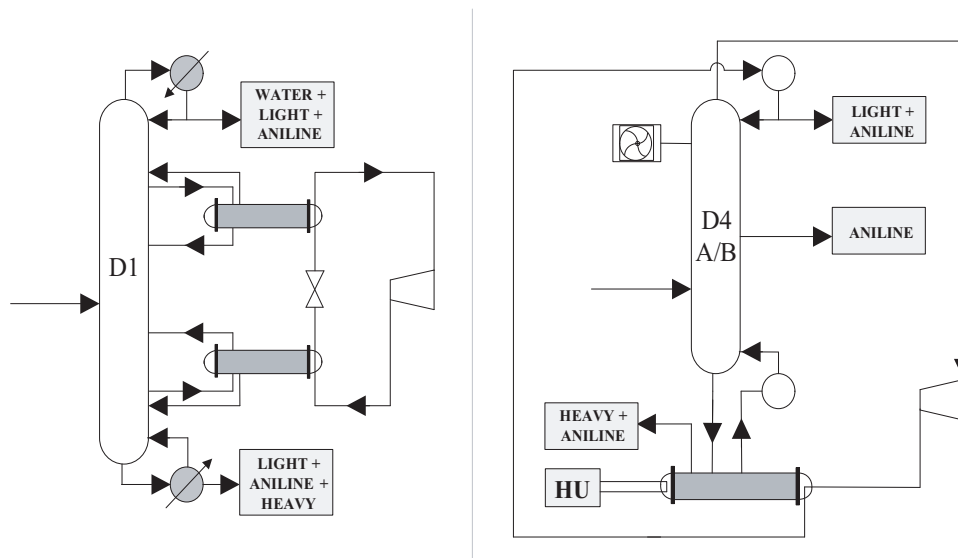 WATER +
LIGHT +
ANILINE
D1
LIGHT +
ANILINE +
HEAVY
LIGHT +
ANILINE
D4
A/B
ANILINE
HEAVY +
ANILINE
HU